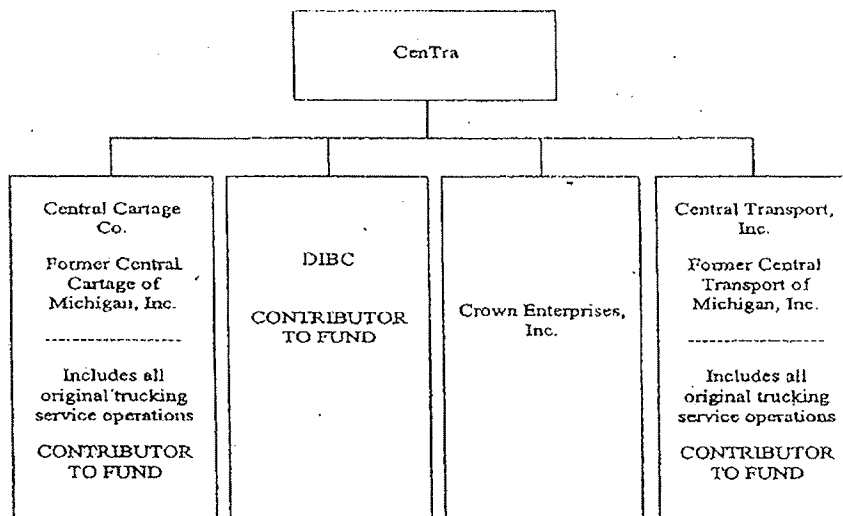 CenTra
Central Cartage
Co.
Former Central
Cartage of
Michigan, Inc.
Includes all
original trucking
service operations
CONTRIBUTOR
TO FUND
DIBC
CONTRIBUTOR
TO FUND
Crown Enterprises,
Inc.
Central Transport,
Inc.
Former Central
Transport of
Michigan, Inc.
Includes all
original trucking
service operations
CONTRIBUTOR
TO FUND